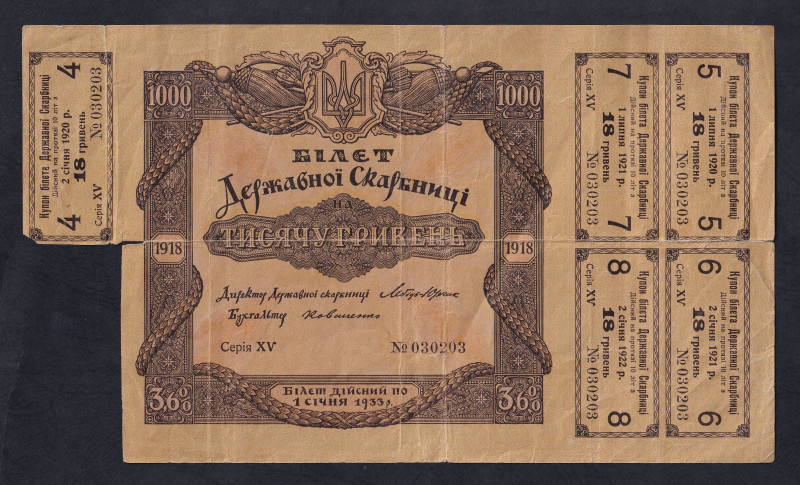 4
Купон білета Державної Скарбниці
Дійсний на протязі 10 літ з
2 січня 1920 р.
18 гривень
Серія XV № 030203
4
1000
1000
БІЛЕТ
Державної Скарбниці
НА
ТИСЯЧУ ГРИВЕНЬ
1918
1918
Директор Державної скарбниці
Бухгальтер
Серія XV № 030203
3.6%
3.6%
Білет дійсний по
1 січня 1933 р.
7
Купон білета Державної Скарбниці
Дійсний на протязі 10 літ з
1 липня 1921 р.
18 гривень
Серія XV № 030203
7
5
Купон білета Державної Скарбниці
Дійсний на протязі 10 літ з
1 липня 1920 р.
18 гривень
Серія XV № 030203
5
8
Купон білета Державної Скарбниці
Дійсний на протязі 10 літ з
2 січня 1922 р.
18 гривень
Серія XV № 030203
8
6
Купон білета Державної Скарбниці
Дійсний на протязі 10 літ з
2 січня 1921 р.
18 гривень
Серія XV № 030203
6